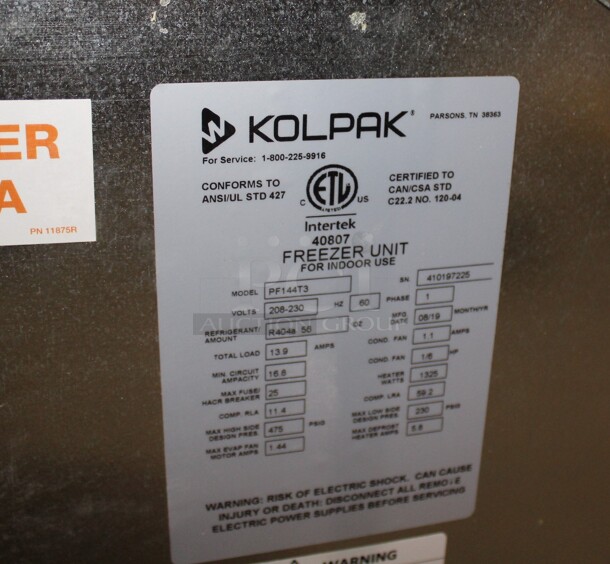 ER
A
PN 11875R
KOLPAK®
PARSONS, TN 38363
For Service: 1-800-225-9916
CONFORMS TO
ANSI/UL STD 427
C ETL US
Intertek
40807
CERTIFIED TO
CAN/CSA STD
C22.2 NO. 120-04
FREEZER UNIT
FOR INDOOR USE
MODEL PF144T3 SN 410197225
VOLTS 208-230 HZ 60 PHASE 1
REFRIGERANT/
AMOUNT R404a 56 oz MFG
DATE 08/19 MONTH/YR
TOTAL LOAD 13.9 AMPS COND. FAN 1.1 AMPS
MIN. CIRCUIT
AMPACITY 16.8 COND. FAN 1/6 HP
MAX FUSE/
HACR BREAKER 25 HEATER
WATTS 1325
COMP. RLA 11.4 COMP. LRA 59.2
MAX HIGH SIDE
DESIGN PRES. 475 PSIG MAX LOW SIDE
DESIGN PRES. 230 PSIG
MAX EVAP FAN
MOTOR AMPS 1.44 MAX DEFROST
HEATER AMPS 5.8
AUCTION GROUP
WARNING: RISK OF ELECTRIC SHOCK. CAN CAUSE
INJURY OR DEATH: DISCONNECT ALL REMOTE
ELECTRIC POWER SUPPLIES BEFORE SERVICING
WARNING